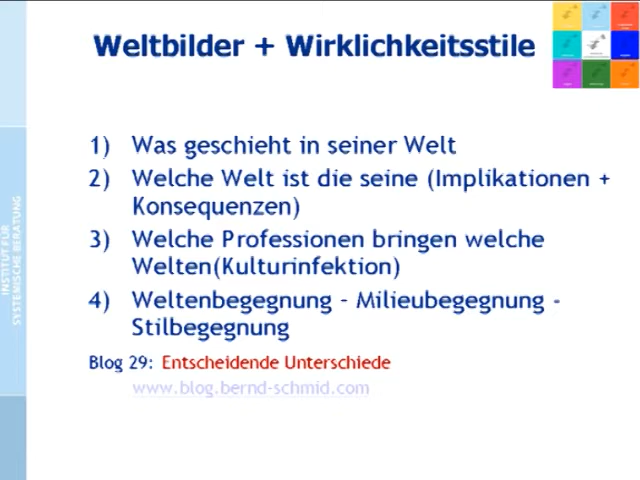 Weltbilder + Wirklichkeitsstile
1) Was geschieht in seiner Welt
2) Welche Welt ist die seine (Implikationen +
Konsequenzen)
3) Welche Professionen bringen welche
Welten(Kulturinfektion)
4) Weltenbegegnung - Milieubegegnung -
Stilbegegnung
Blog 29: Entscheidende Unterschiede
www.blog.bernd-schmid.com
INSTITUT FÜR
SYSTEMISCHE BERATUNG